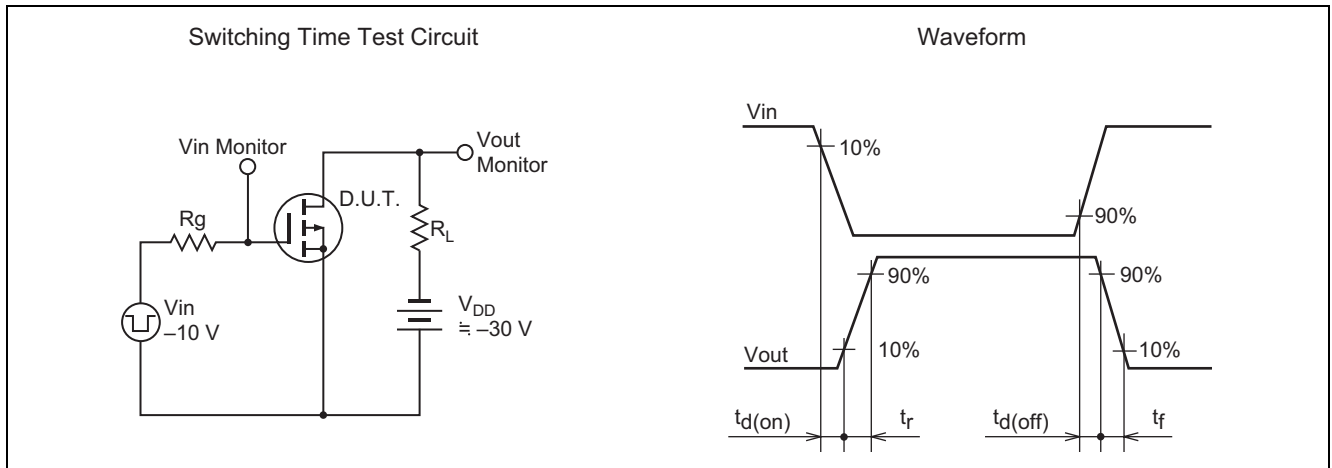 Switching Time Test Circuit
Vin Monitor
Vout
Monitor
D.U.T.
Rg
RL
Vin
–10 V
VDD
≒ –30 V
Waveform
Vin
10%
90%
90%
90%
Vout
10%
10%
td(on)
tr
td(off)
tf